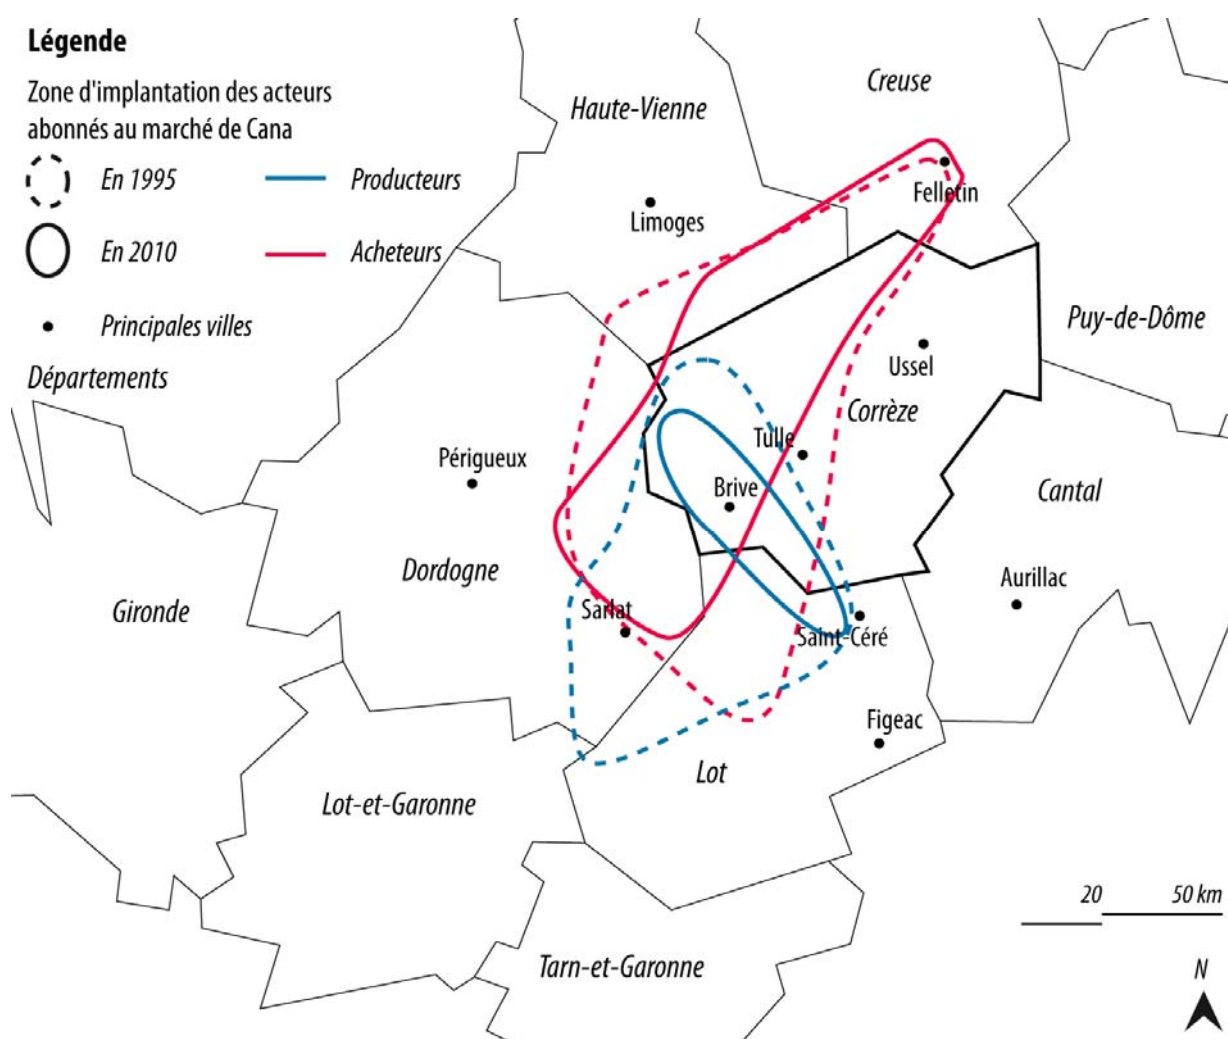 Légende
Zone d'implantation des acteurs
abonnés au marché de Cana
En 1995
Producteurs
En 2010
Acheteurs
Principales villes
Départements
Creuse
Haute-Vienne
Felletin
Limoges
Puy-de-Dôme
Ussel
Corrèze
Tulle
Périgueux
Brive
Cantal
Dordogne
Aurillac
Gironde
Sarlat
Saint-Céré
Figeac
Lot
Lot-et-Garonne
20 50 km
Tarn-et-Garonne
N